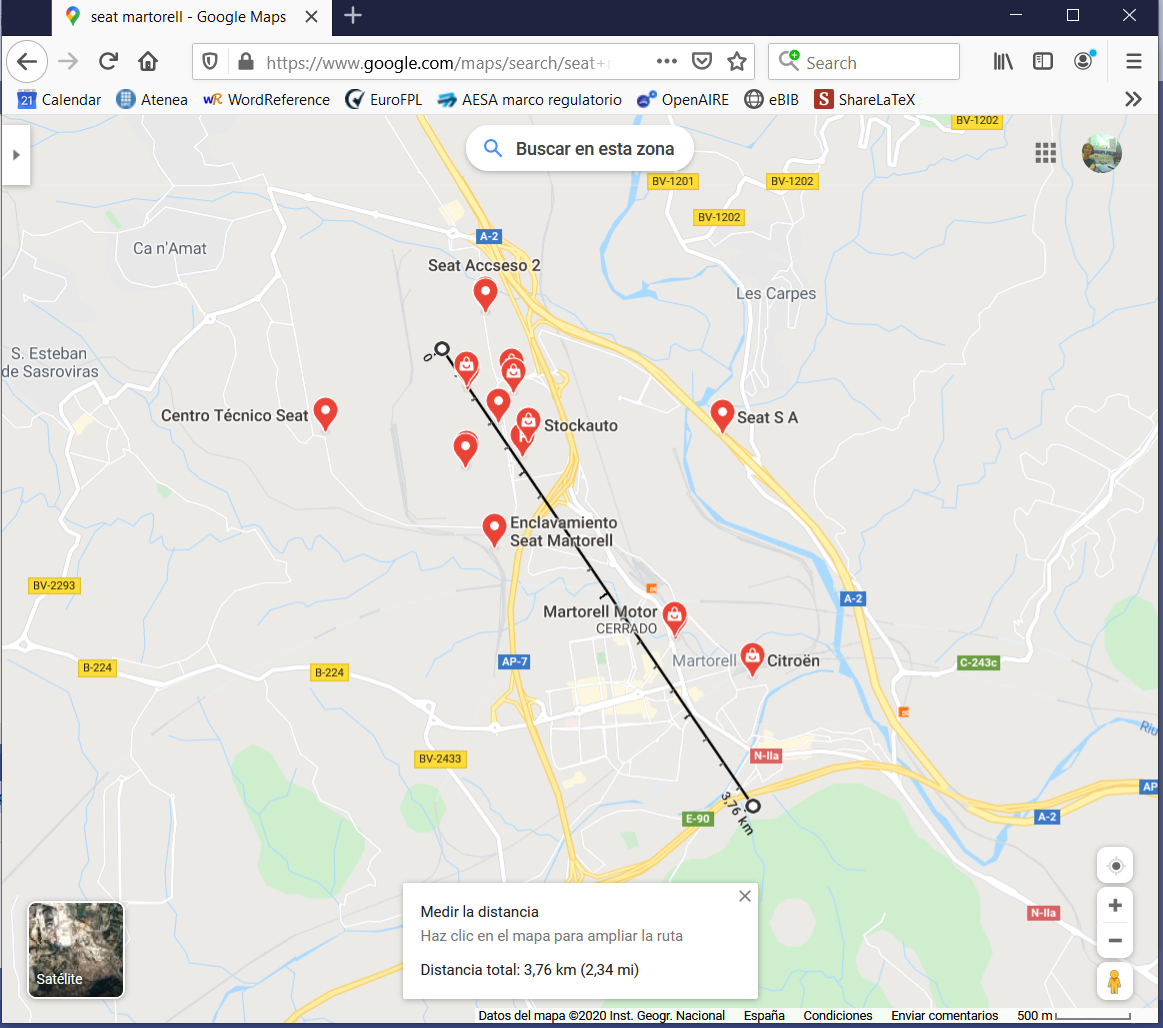 seat martorell - Google Maps
https://www.google.com/maps/search/seat+
Search
21 Calendar
Atenea
wR WordReference
EuroFPL
AESA marco regulatorio
OpenAIRE
eBIB
S ShareLaTeX
BV-1202
Buscar en esta zona
BV-1201
BV-1202
BV-1202
A-2
Ca n'Amat
Seat Accseso 2
Les Carpes
0
S. Esteban
de Sasroviras
Centro Técnico Seat
Stockauto
Seat S A
Enclavamiento
Seat Martorell
BV-2293
A-2
Martorell Motor
CERRADO
Martorell
Citroën
AP-7
C-243c
B-224
B-224
Riu
BV-2433
N-IIa
3,76 km
AP
E-90
A-2
Medir la distancia
Haz clic en el mapa para ampliar la ruta
Distancia total: 3,76 km (2,34 mi)
N-IIa
Satélite
Datos del mapa ©2020 Inst. Geogr. Nacional
España
Condiciones
Enviar comentarios
500 m